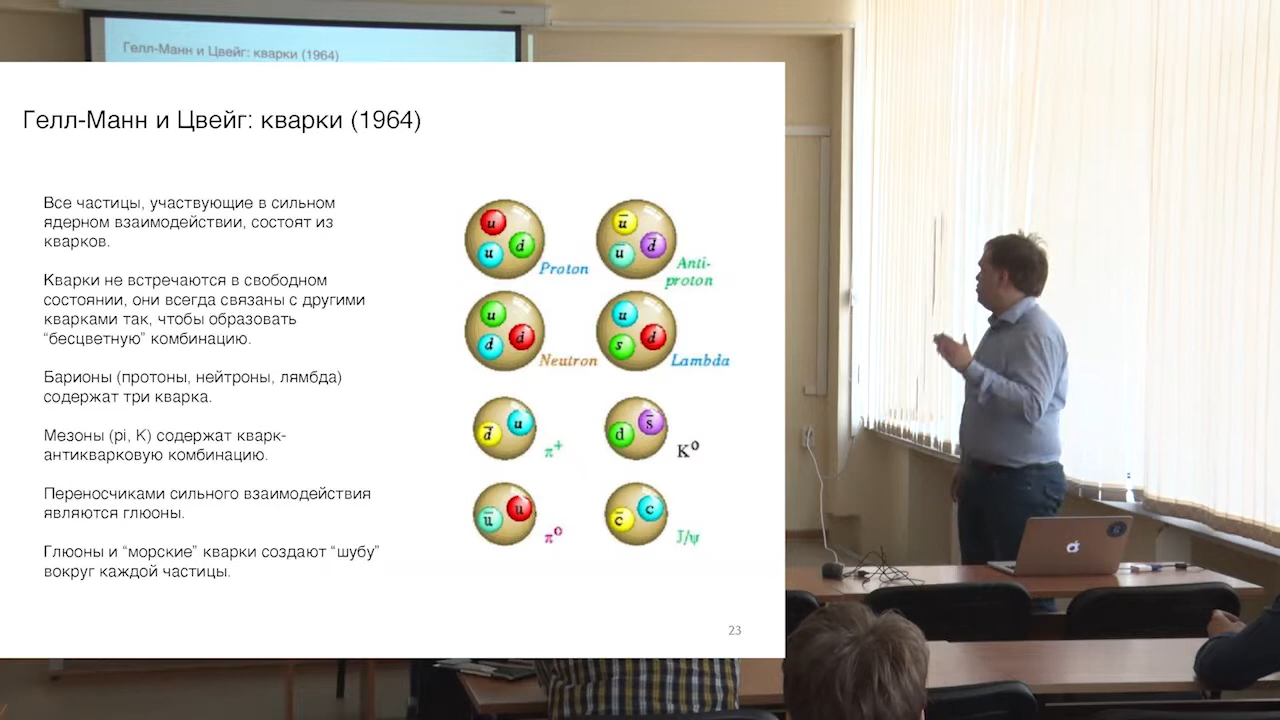 Гелл-Манн и Цвейг: кварки (1964)
Гелл-Манн и Цвейг: кварки (1964)
Все частицы, участвующие в сильном
ядерном взаимодействии, состоят из
кварков.
Кварки не встречаются в свободном
состоянии, они всегда связаны с другими
кварками так, чтобы образовать
“бесцветную” комбинацию.
Барионы (протоны, нейтроны, лямбда)
содержат три кварка.
Мезоны (pi, K) содержат кварк-
антикварковую комбинацию.
Переносчиками сильного взаимодействия
являются глюоны.
Глюоны и “морские” кварки создают “шубу”
вокруг каждой частицы.
u
u d
Proton
u̅
u̅ d̅
Anti-
proton
u
d d
Neutron
u
s d
Lambda
d̅ u
π⁺
d s̅
K⁰
u̅ u
π⁰
c̅ c
J/ψ
23